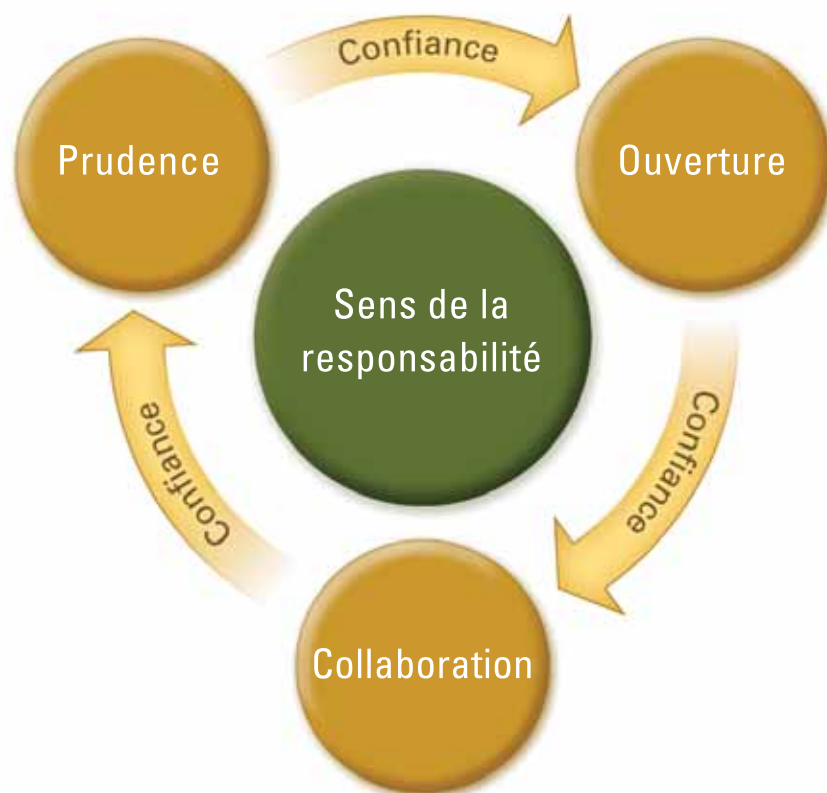 Confiance
Prudence
Ouverture
Sens de la
responsabilité
Confiance
Confiance
Collaboration